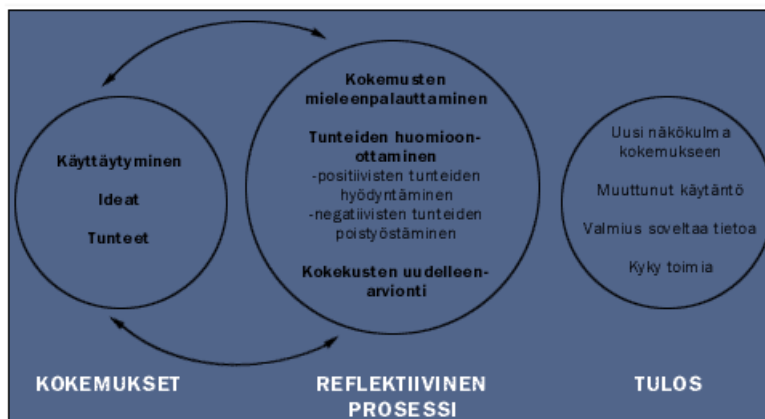 Käyttäytyminen
Ideat
Tunteet
Kokemusten
mieleenpalauttaminen
Tunteiden huomioon-
ottaminen
-positiivisten tunteiden
hyödyntäminen
-negatiivisten tunteiden
poistyöstäminen
Kokekusten uudelleen-
arvionti
Uusi näkökulma
kokemukseen
Muuttunut käytäntö
Valmius soveltaa tietoa
Kyky toimia
KOKEMUKSET
REFLEKTIIVINEN
PROSESSI
TULOS